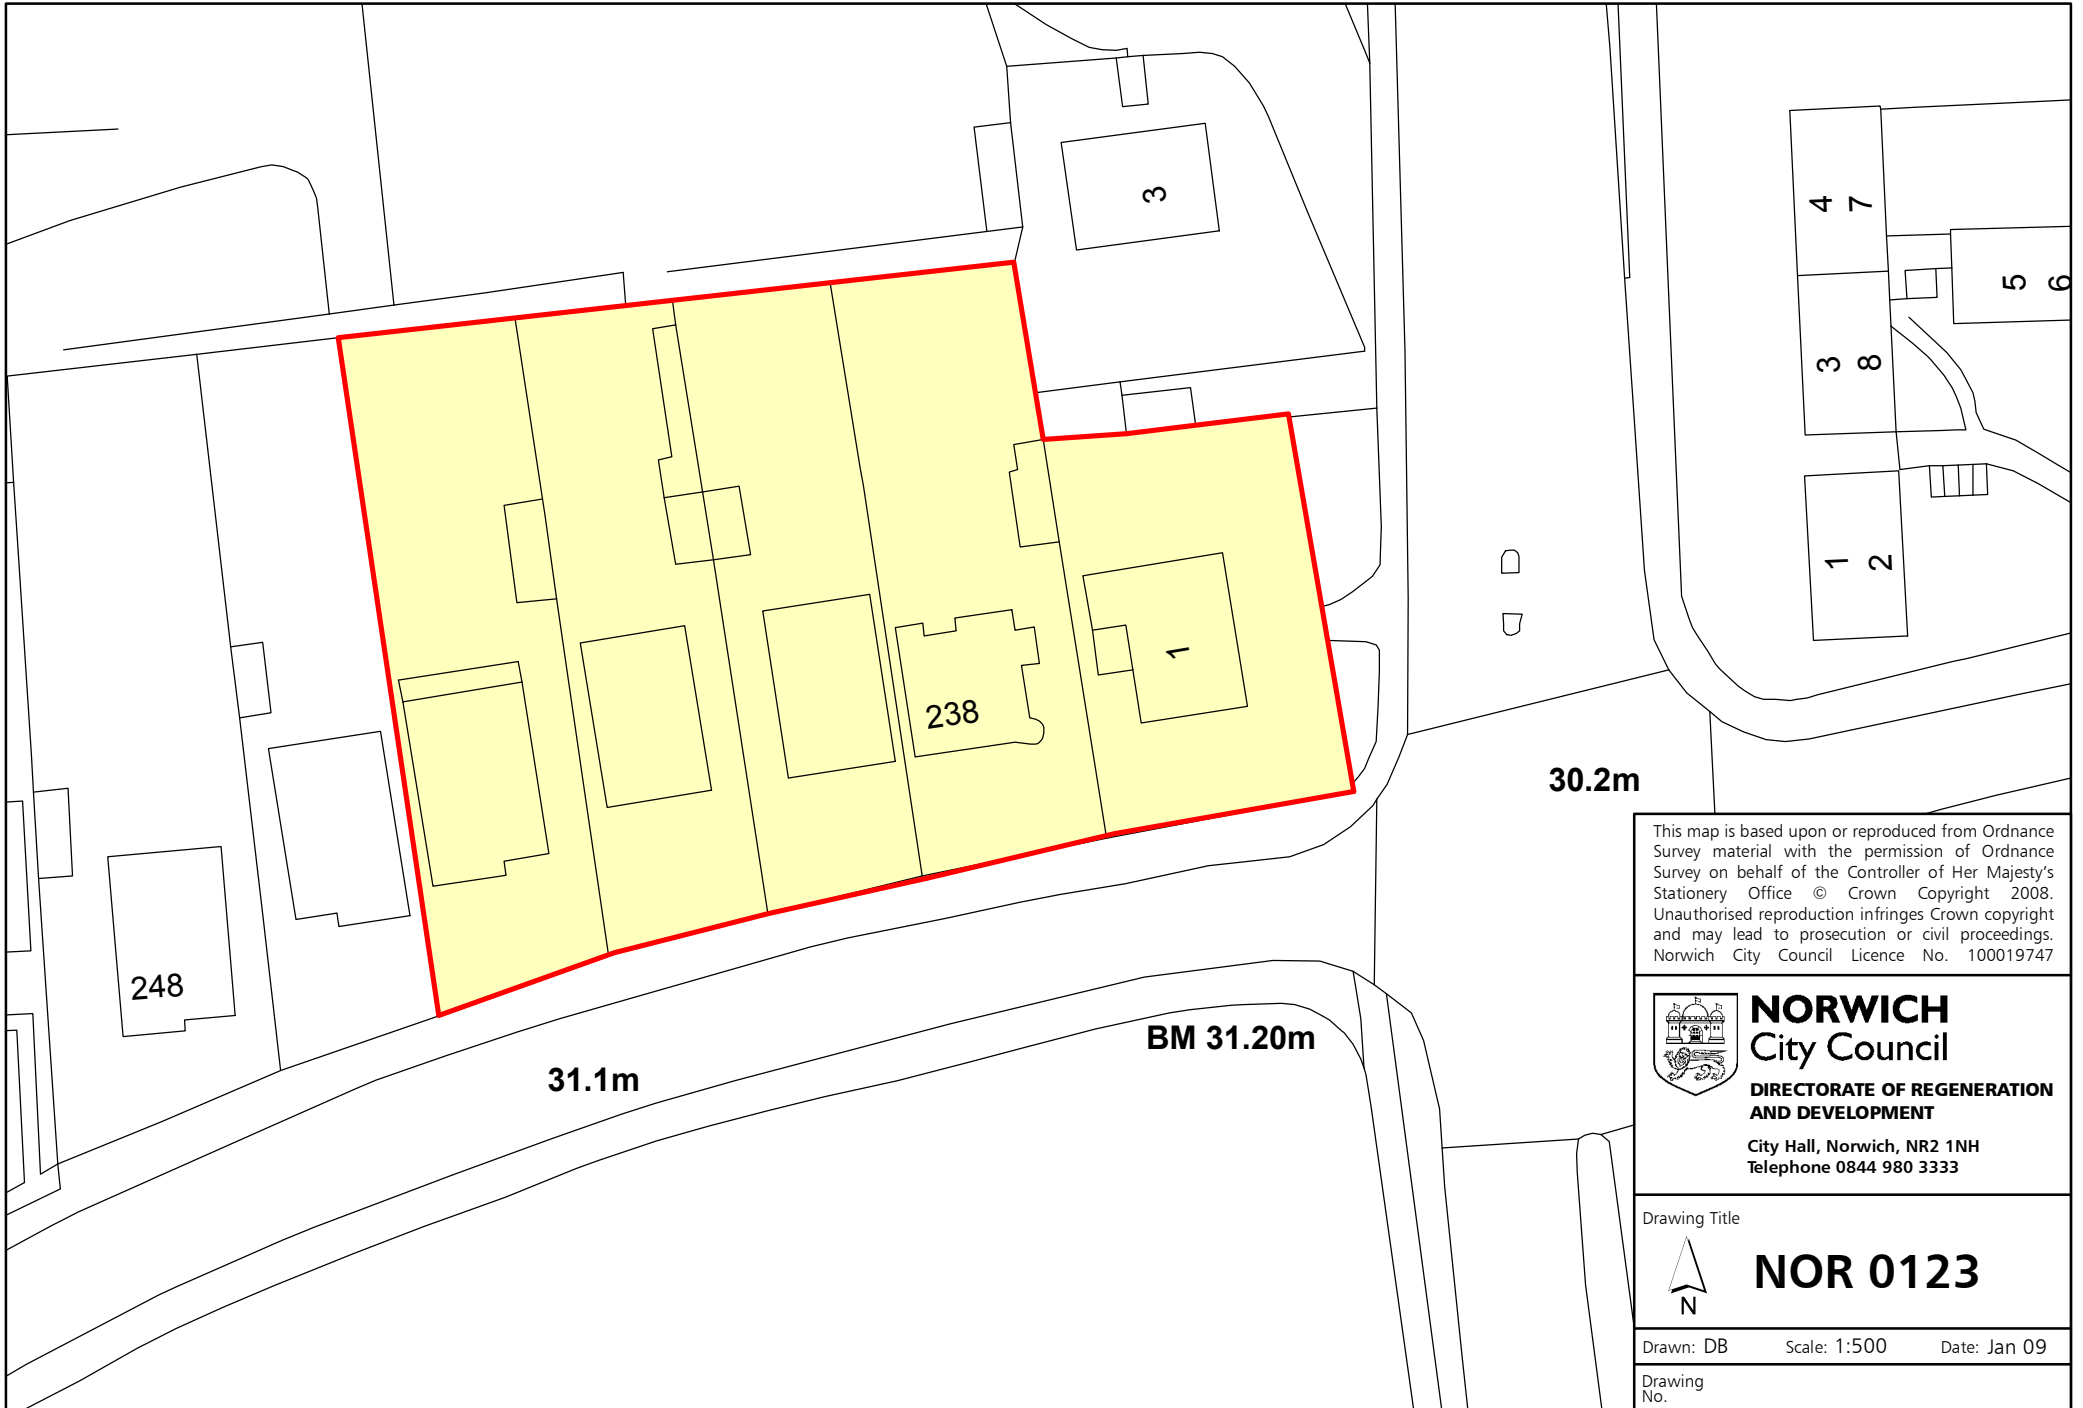 3
4
7
5
6
3
8
1
2
1
238
248
30.2m
BM 31.20m
31.1m
This map is based upon or reproduced from Ordnance
Survey material with the permission of Ordnance
Survey on behalf of the Controller of Her Majesty's
Stationery Office © Crown Copyright 2008.
Unauthorised reproduction infringes Crown copyright
and may lead to prosecution or civil proceedings.
Norwich City Council Licence No. 100019747
NORWICH
City Council
DIRECTORATE OF REGENERATION
AND DEVELOPMENT
City Hall, Norwich, NR2 1NH
Telephone 0844 980 3333
Drawing Title
NOR 0123
N
Drawn: DB Scale: 1:500 Date: Jan 09
Drawing
No.